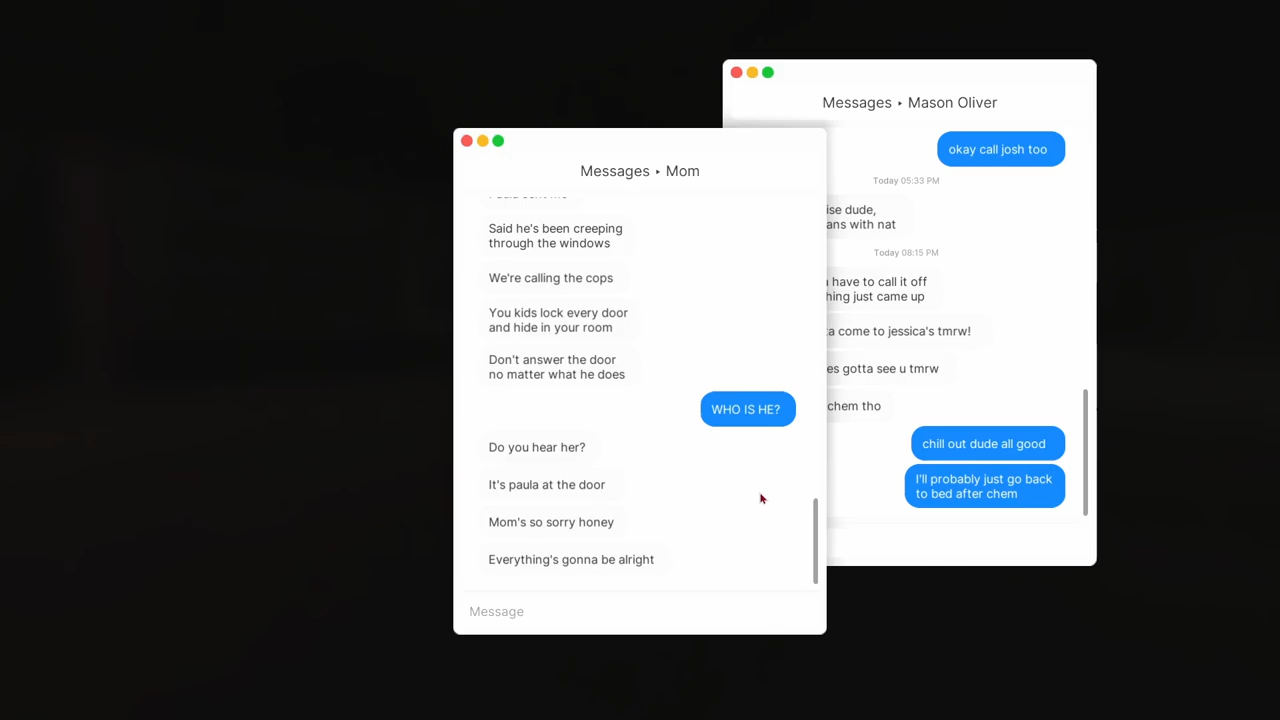 Messages ‣ Mom
Said he's been creeping
through the windows
We're calling the cops
You kids lock every door
and hide in your room
Don't answer the door
no matter what he does
WHO IS HE?
Do you hear her?
It's paula at the door
Mom's so sorry honey
Everything's gonna be alright
Message
Messages ‣ Mason Oliver
okay call josh too
Today 05:33 PM
dude,
with nat
Today 08:15 PM
have to call it off
just came up
come to jessica's tmrw!
gotta see u tmrw
chem tho
chill out dude all good
I'll probably just go back
to bed after chem